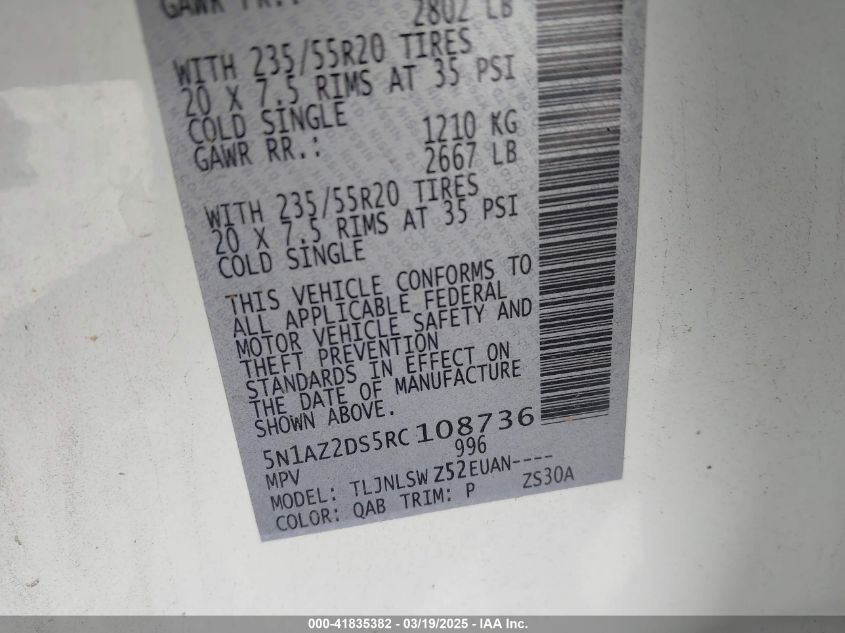 GAWR FR.:
2802 LB
WITH 235/55R20 TIRES
20 X 7.5 RIMS AT 35 PSI
COLD SINGLE
GAWR RR.: 1210 KG
2667 LB
WITH 235/55R20 TIRES
20 X 7.5 RIMS AT 35 PSI
COLD SINGLE
THIS VEHICLE CONFORMS TO
ALL APPLICABLE FEDERAL
MOTOR VEHICLE SAFETY AND
THEFT PREVENTION
STANDARDS IN EFFECT ON
THE DATE OF MANUFACTURE
SHOWN ABOVE.
5N1AZ2DS5RC108736
MPV 996
MODEL: TLJNLSW Z52EUAN----
COLOR: QAB TRIM: P ZS30A
000-41835382 - 03/19/2025 - IAA Inc.